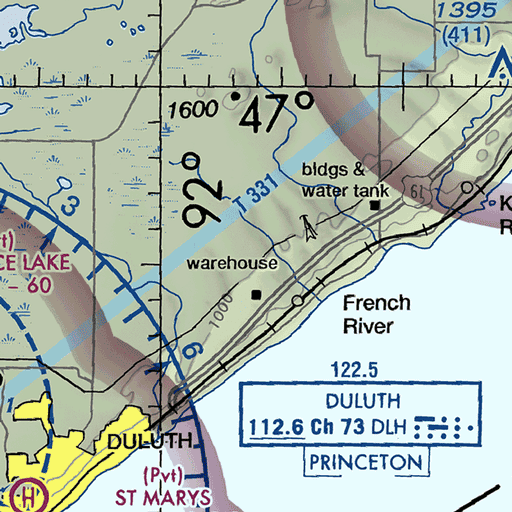 1395
(411)
1600
47°
92°
T 331
bldgs &
water tank
61
3
CE LAKE
- 60
warehouse
1000
French
River
K
R
6
122.5
DULUTH
112.6 Ch 73 DLH
PRINCETON
1
DULUTH
H
(Pvt)
ST MARYS